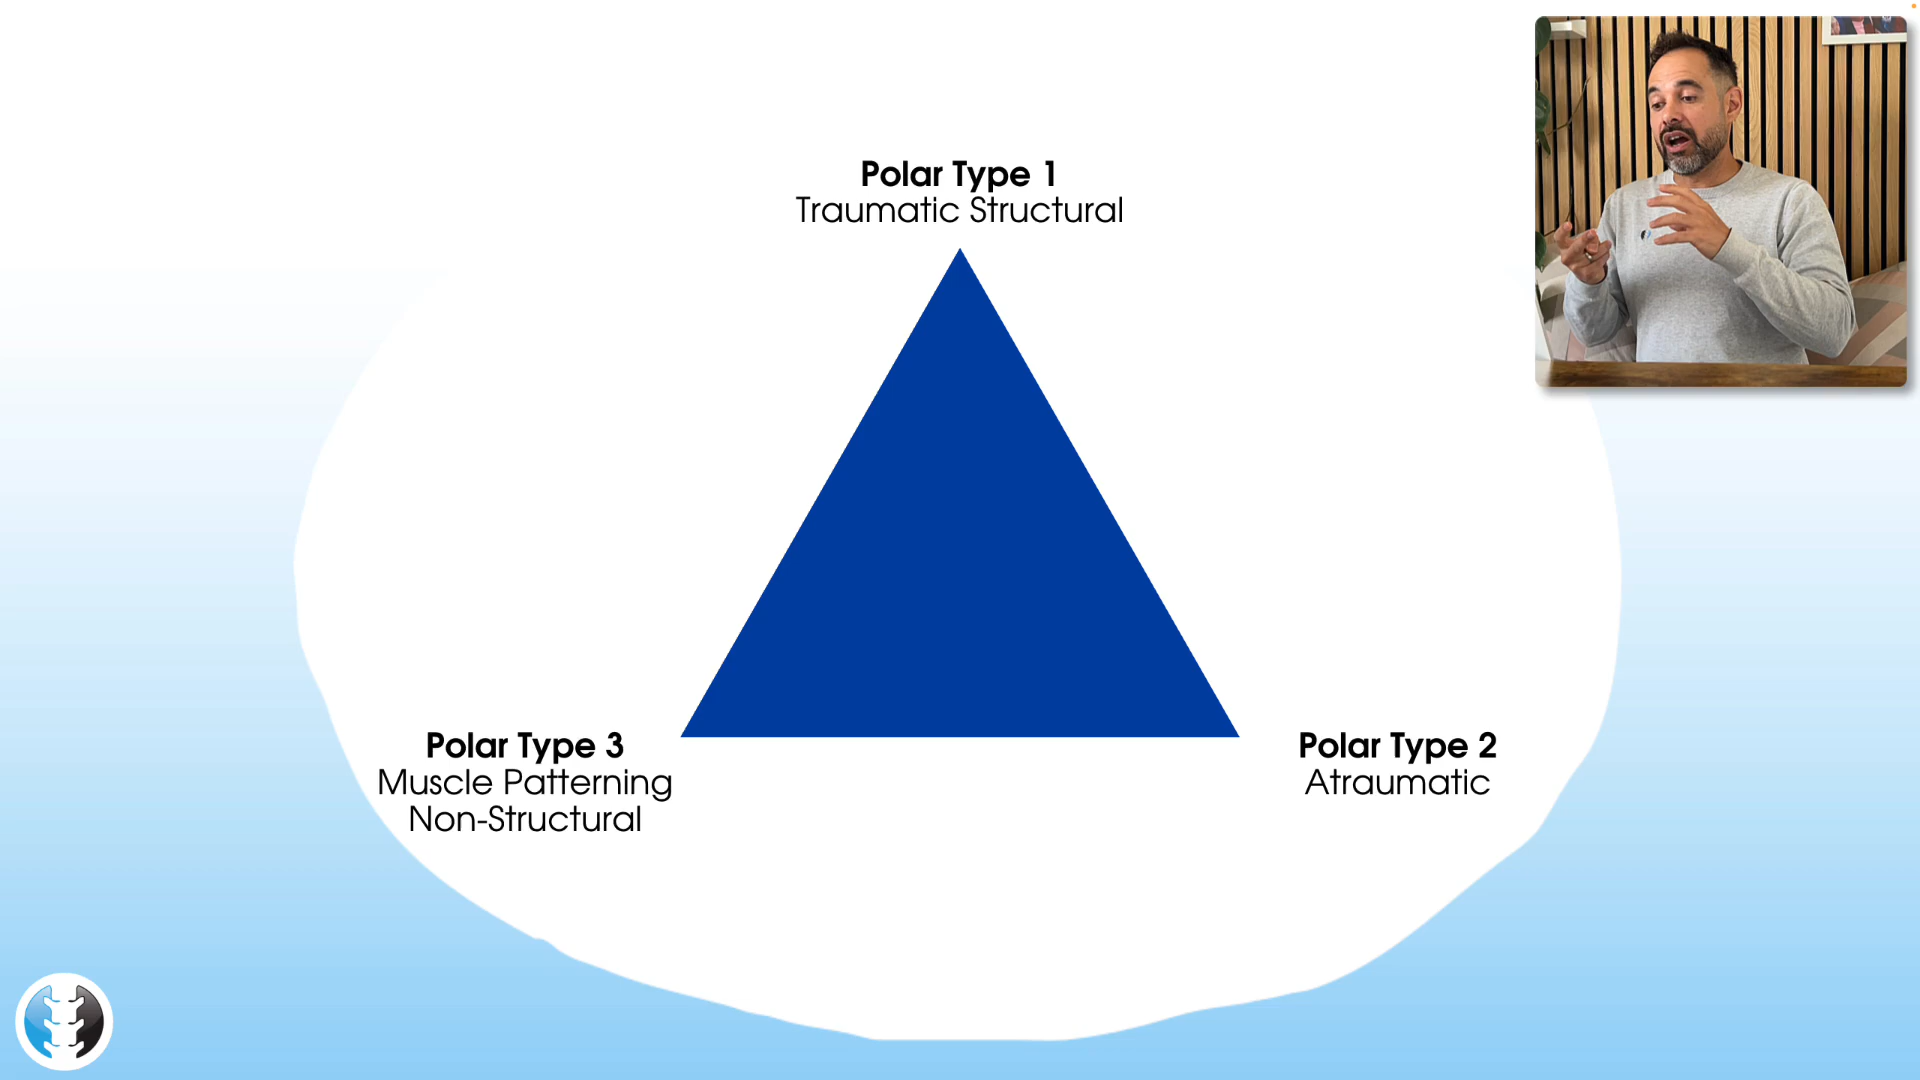 Polar Type 1
Traumatic Structural
Polar Type 3
Muscle Patterning
Non-Structural
Polar Type 2
Atraumatic